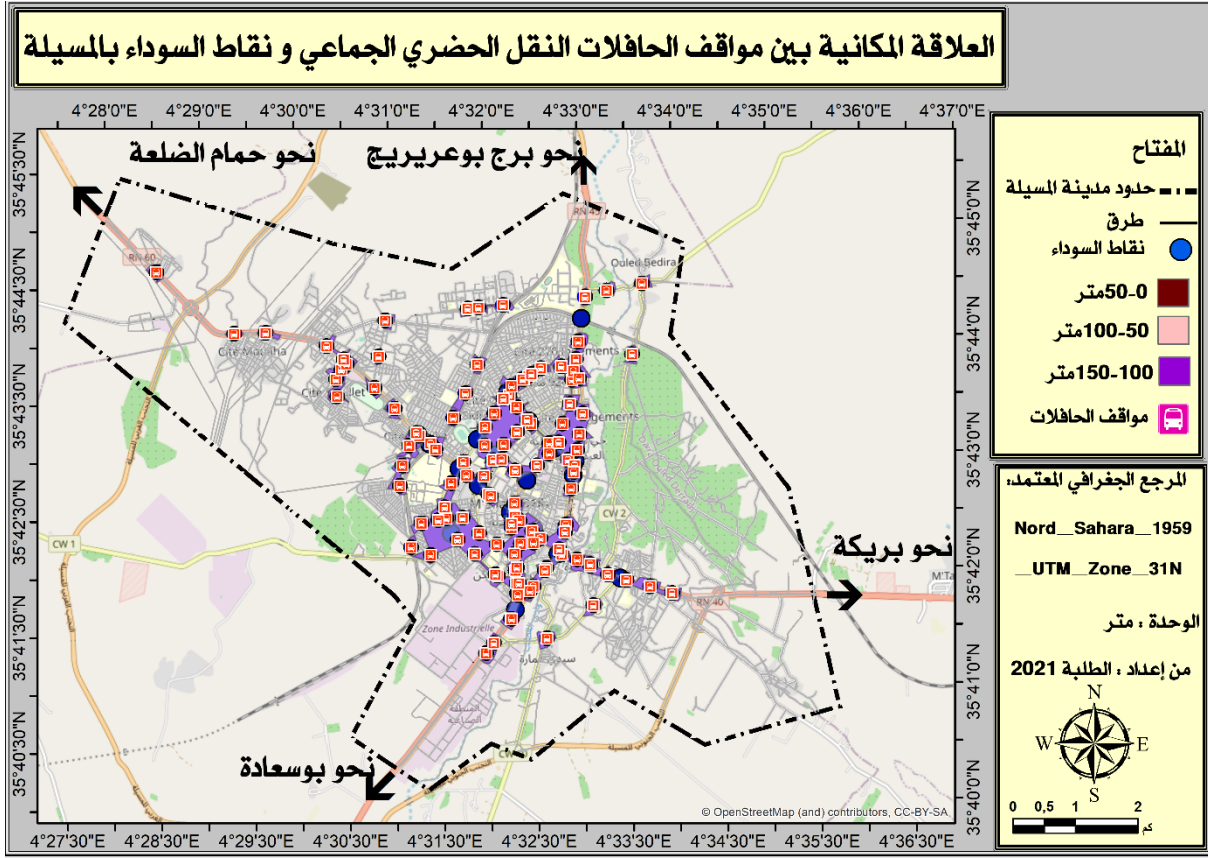 العلاقة المكانية بين مواقف الحافلات النقل الحضري الجماعي و نقاط السوداء بالمسيلة
4°28'0"E 4°29'0"E 4°30'0"E 4°31'0"E 4°32'0"E 4°33'0"E 4°34'0"E 4°35'0"E 4°36'0"E 4°37'0"E
نحو حمام الضلعة
نحو برج بوعريريج
نحو بريكة
نحو بوسعادة
35°45'30"N
35°44'30"N
35°43'30"N
35°42'30"N
35°41'30"N
35°40'30"N
35°45'0"N
35°44'0"N
35°43'0"N
35°42'0"N
35°41'0"N
35°40'0"N
RN 60
RN 45
Ouled Bedira
CW 2
CW 1
RN 40
Zone Industrielle
المنطقة
الصناعية
© OpenStreetMap (and) contributors, CC-BY-SA
4°27'30"E 4°28'30"E 4°29'30"E 4°30'30"E 4°31'30"E 4°32'30"E 4°33'30"E 4°34'30"E 4°35'30"E 4°36'30"E
المفتاح
حدود مدينة المسيلة
طرق
نقاط السوداء
0-50متر
50-100متر
100-150متر
مواقف الحافلات
المرجع الجغرافي المعتمد:
Nord__Sahara__1959
__UTM__Zone__31N
الوحدة : متر
من إعداد : الطلبة 2021
N
W E
S
0 0,5 1 2
كم